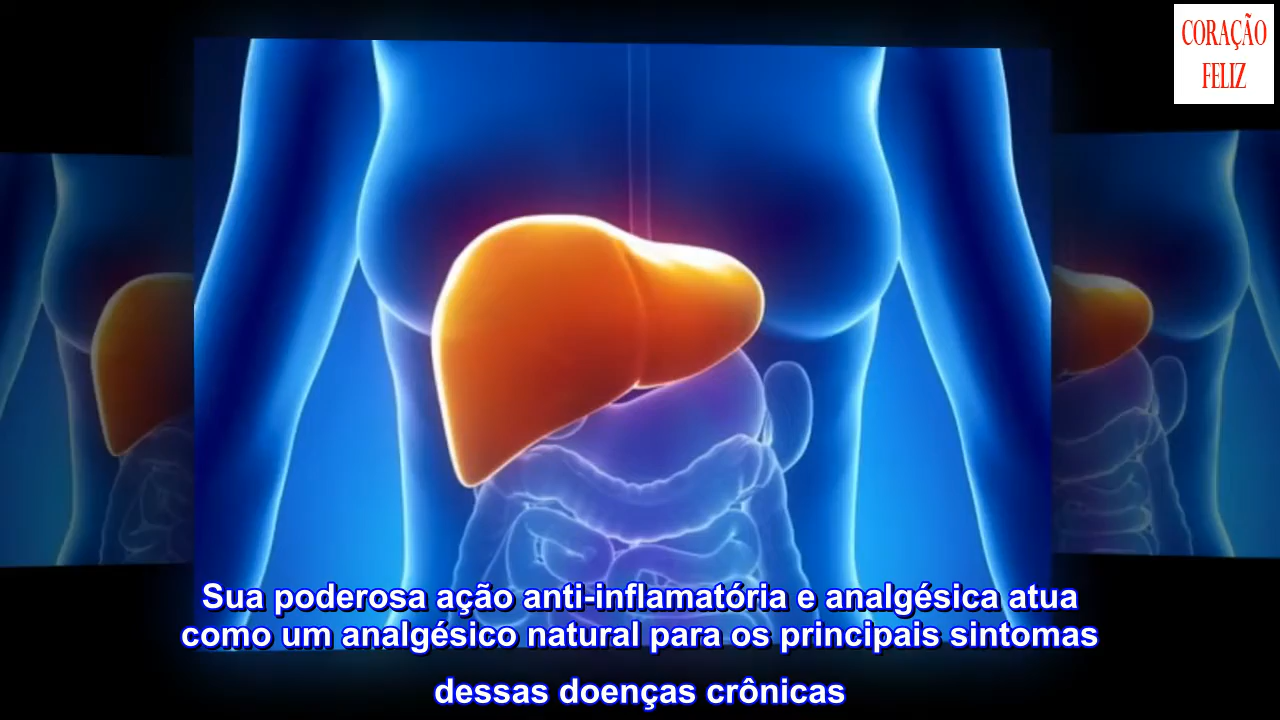 CORAÇÃO
FELIZ
Sua poderosa ação anti-inflamatória e analgésica atua
como um analgésico natural para os principais sintomas
dessas doenças crônicas